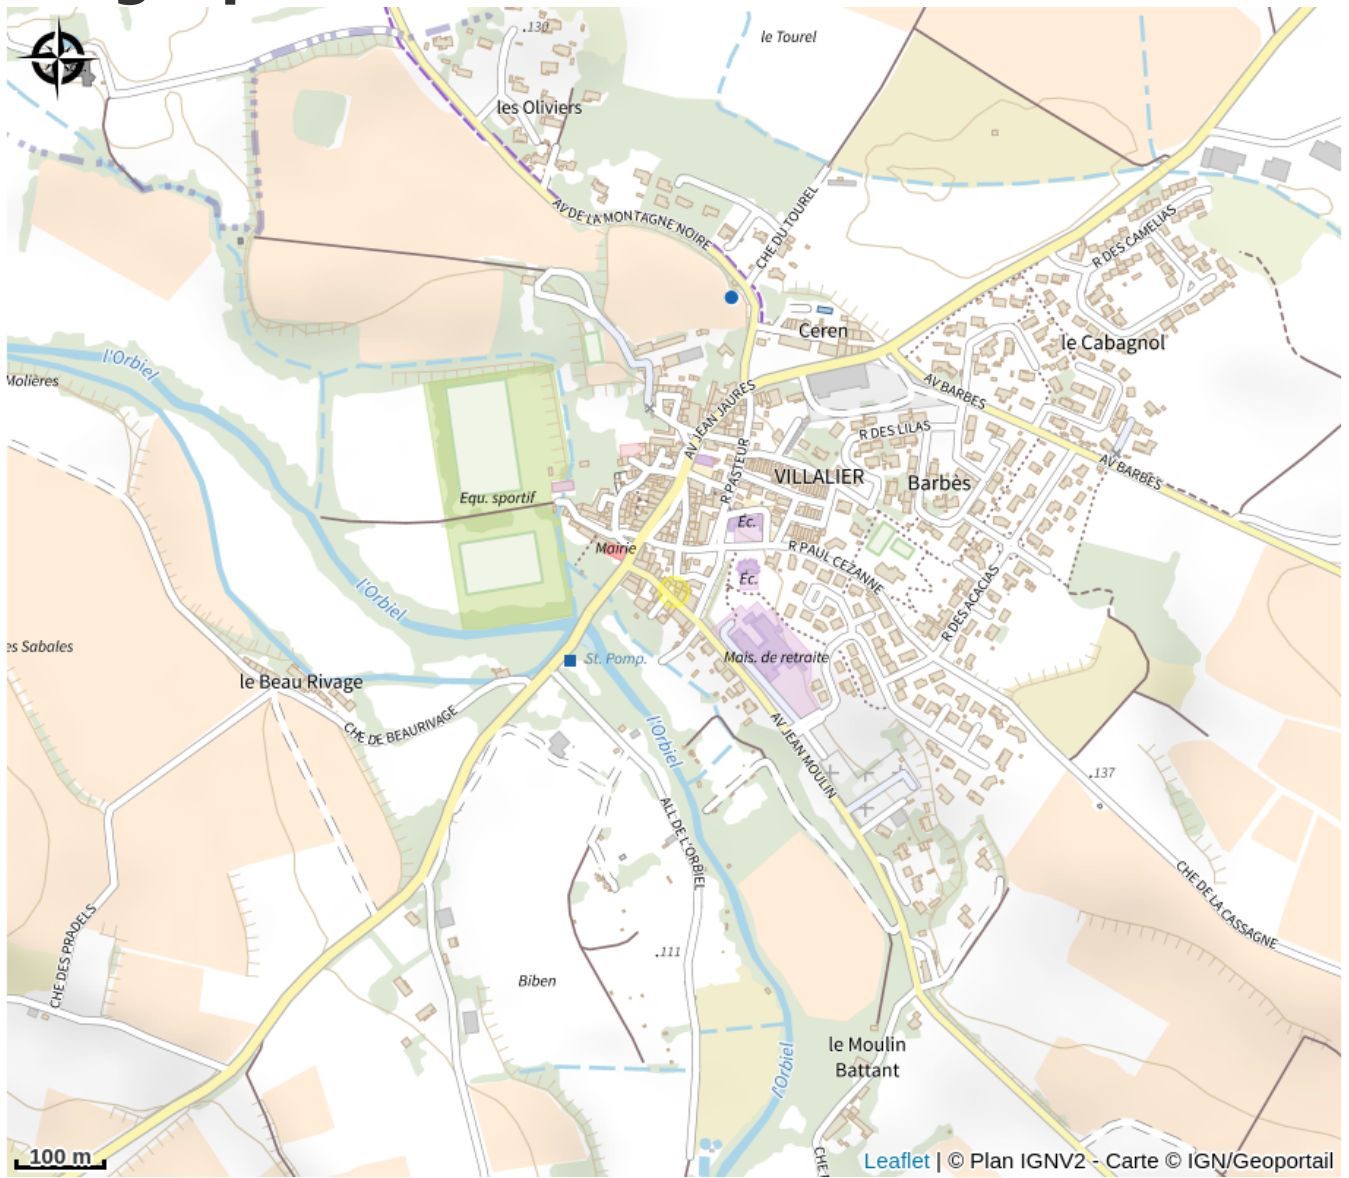 .130
le Tourel
les Oliviers
AV DE LA MONTAGNE NOIRE
CHE DU TOUREL
R DES CAMELIAS
Ceren
le Cabagnol
l'Orbiel
Molières
AV BARBES
AV JEAN JAURES
R DES LILAS
R PASTEUR
AV BARBES
VILLALIER
Barbès
Equ. sportif
Éc.
Mairie
R PAUL CEZANNE
Éc.
l'Orbiel
R DES ACACIAS
es Sabales
St. Pomp.
Mais. de retraite
le Beau Rivage
CHE DE BEAURIVAGE
l'Orbiel
AV JEAN MOULIN
.137
ALL DE L'ORBIEL
CHE DE LA CASSAGNE
CHE DES PRADELS
.111
Biben
le Moulin
Battant
l'Orbiel
100 m
Leaflet | © Plan IGNV2 - Carte © IGN/Geoportail